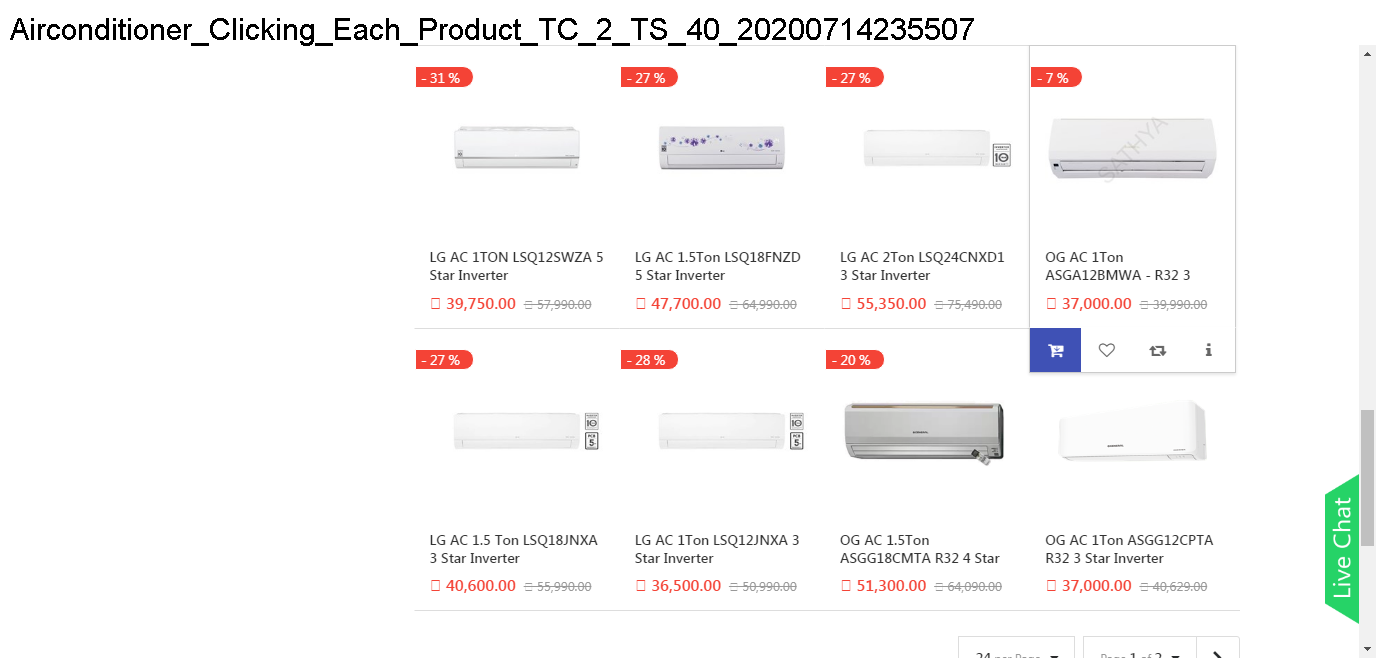 Airconditioner_Clicking_Each_Product_TC_2_TS_40_20200714235507
- 31 %
- 27 %
- 27 %
- 7 %
SATHYA
LG AC 1TON LSQ12SWZA 5
Star Inverter
39,750.00 57,990.00
LG AC 1.5Ton LSQ18FNZD
5 Star Inverter
47,700.00 64,990.00
LG AC 2Ton LSQ24CNXD1
3 Star Inverter
55,350.00 75,490.00
OG AC 1Ton
ASGA12BMWA - R32 3
37,000.00 39,990.00
- 27 %
- 28 %
- 20 %
LG AC 1.5 Ton LSQ18JNXA
3 Star Inverter
40,600.00 55,990.00
LG AC 1Ton LSQ12JNXA 3
Star Inverter
36,500.00 50,990.00
OG AC 1.5Ton
ASGG18CMTA R32 4 Star
51,300.00 64,090.00
OG AC 1Ton ASGG12CPTA
R32 3 Star Inverter
37,000.00 40,629.00
Live Chat
24 per Page
Page 1 of 2